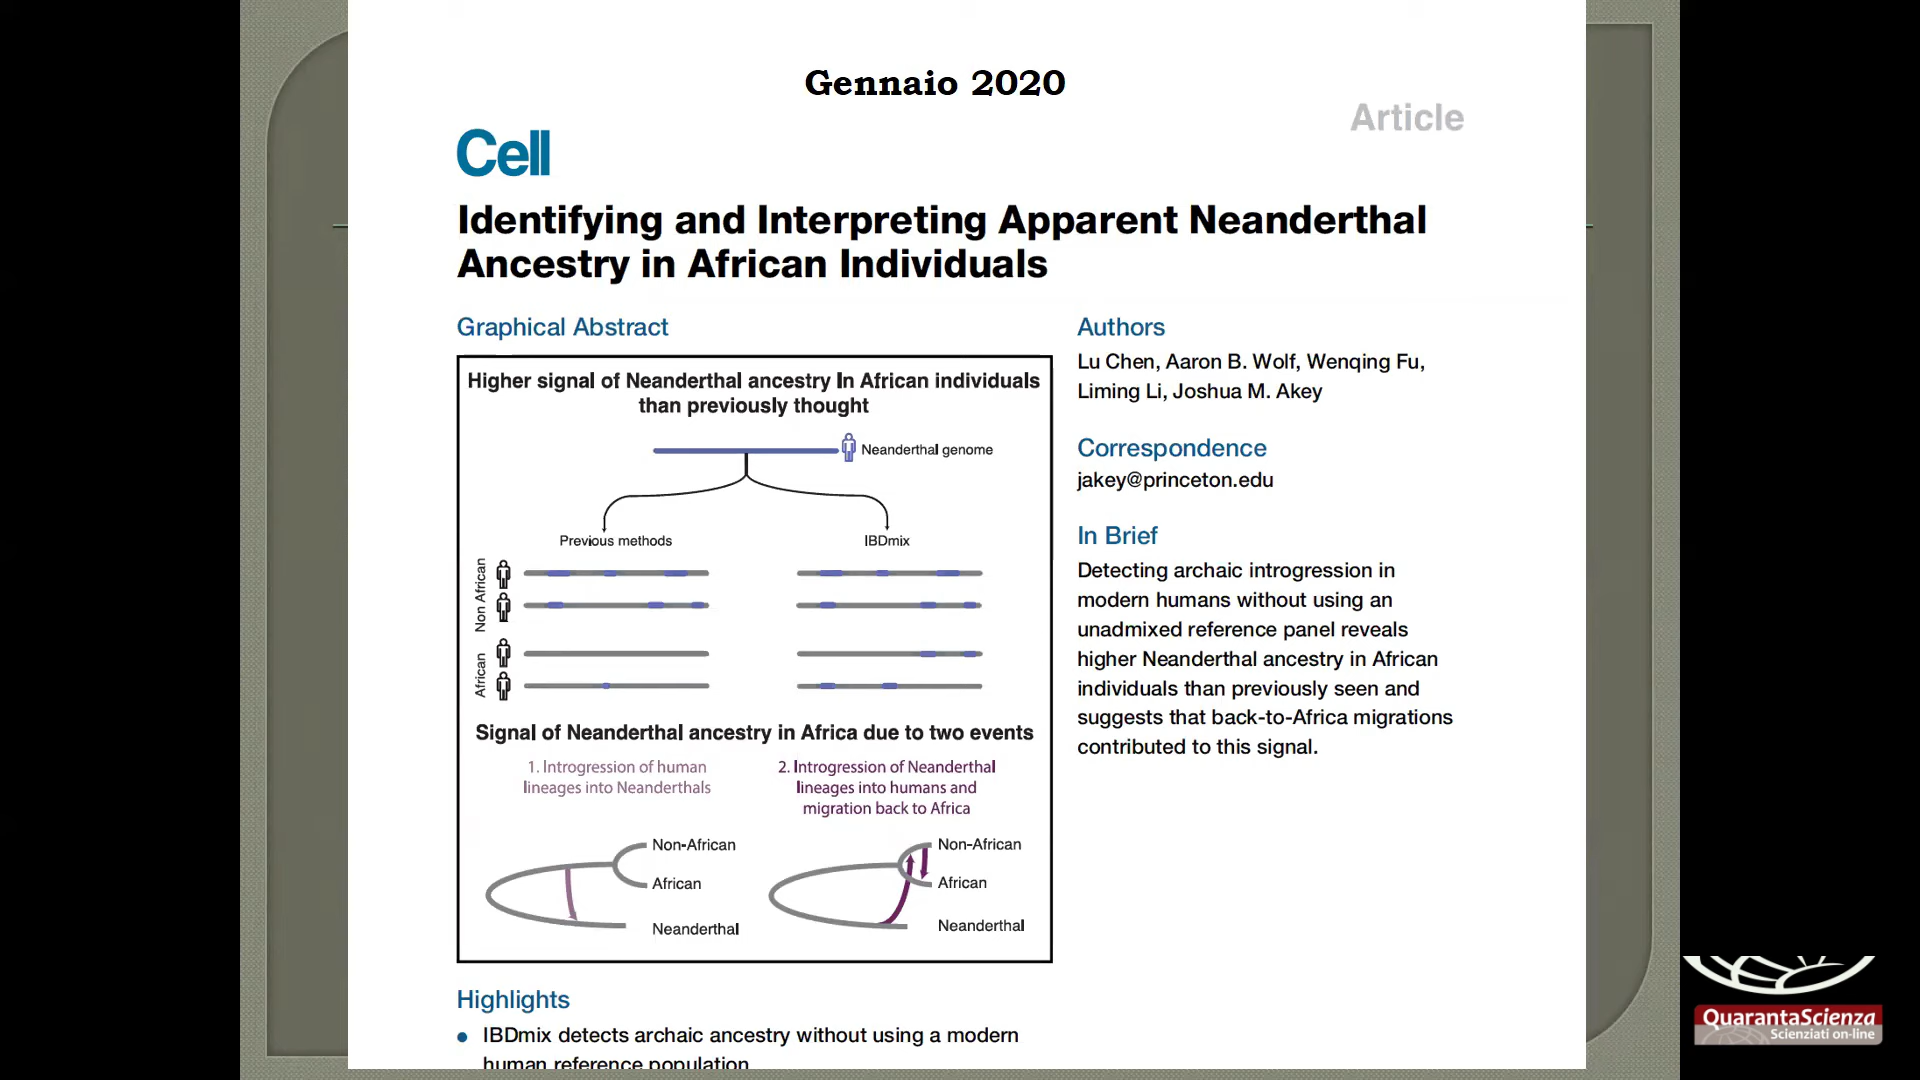 Gennaio 2020
Article
Cell
Identifying and Interpreting Apparent Neanderthal
Ancestry in African Individuals
Graphical Abstract
Higher signal of Neanderthal ancestry In African individuals
than previously thought
Neanderthal genome
Previous methods
IBDmix
Non African
African
Signal of Neanderthal ancestry in Africa due to two events
1. Introgression of human
lineages into Neanderthals
2. Introgression of Neanderthal
lineages into humans and
migration back to Africa
Non-African
African
Neanderthal
Non-African
African
Neanderthal
Authors
Lu Chen, Aaron B. Wolf, Wenqing Fu,
Liming Li, Joshua M. Akey
Correspondence
jakey@princeton.edu
In Brief
Detecting archaic introgression in
modern humans without using an
unadmixed reference panel reveals
higher Neanderthal ancestry in African
individuals than previously seen and
suggests that back-to-Africa migrations
contributed to this signal.
Highlights
IBDmix detects archaic ancestry without using a modern
human reference population
QuarantaScienza
Scienziati on-line